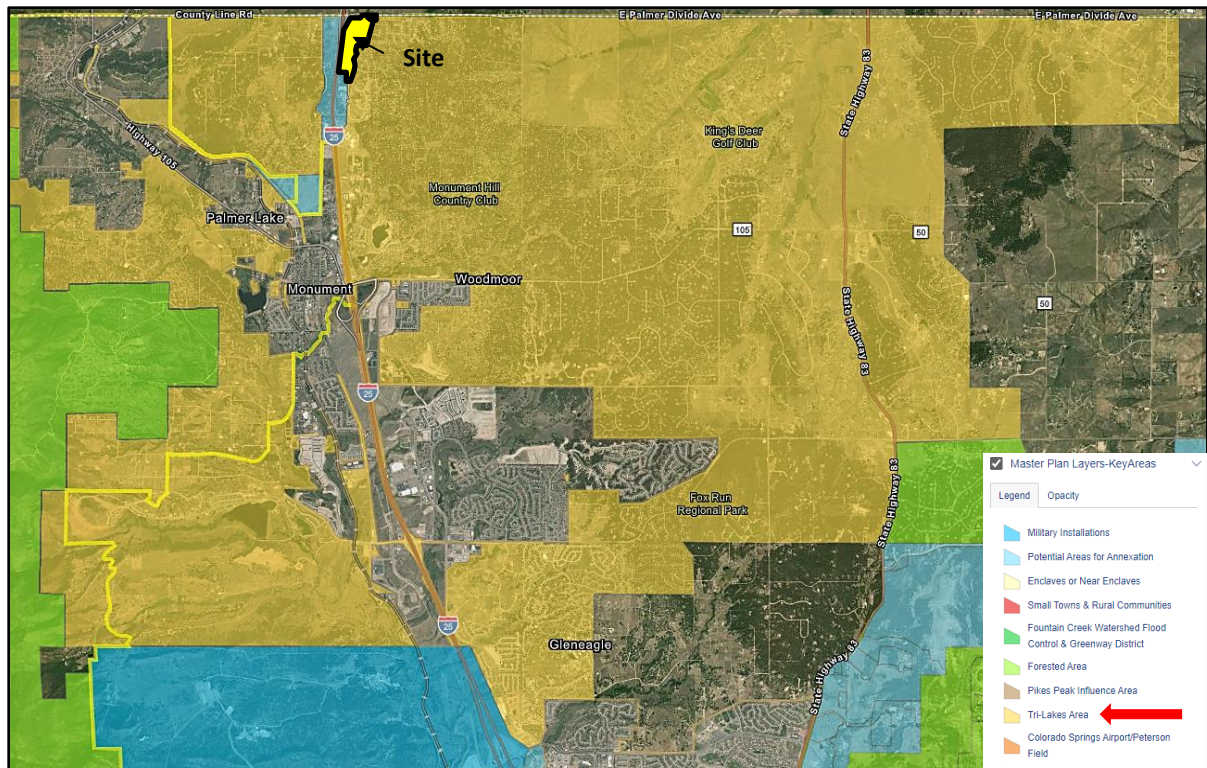 County Line Rd
E Palmer Divide Ave
E Palmer Divide Ave
Site
Highway 105
25
State Highway 83
King's Deer
Golf Club
Monument Hill
Country Club
Palmer Lake
105
50
Woodmoor
Monument
50
State Highway 83
25
Fox Run
Regional Park
State Highway 83
25
Gleneagle
State Highway 83
Master Plan Layers-KeyAreas
Legend
Opacity
Military Installations
Potential Areas for Annexation
Enclaves or Near Enclaves
Small Towns & Rural Communities
Fountain Creek Watershed Flood
Control & Greenway District
Forested Area
Pikes Peak Influence Area
Tri-Lakes Area
Colorado Springs Airport/Peterson
Field